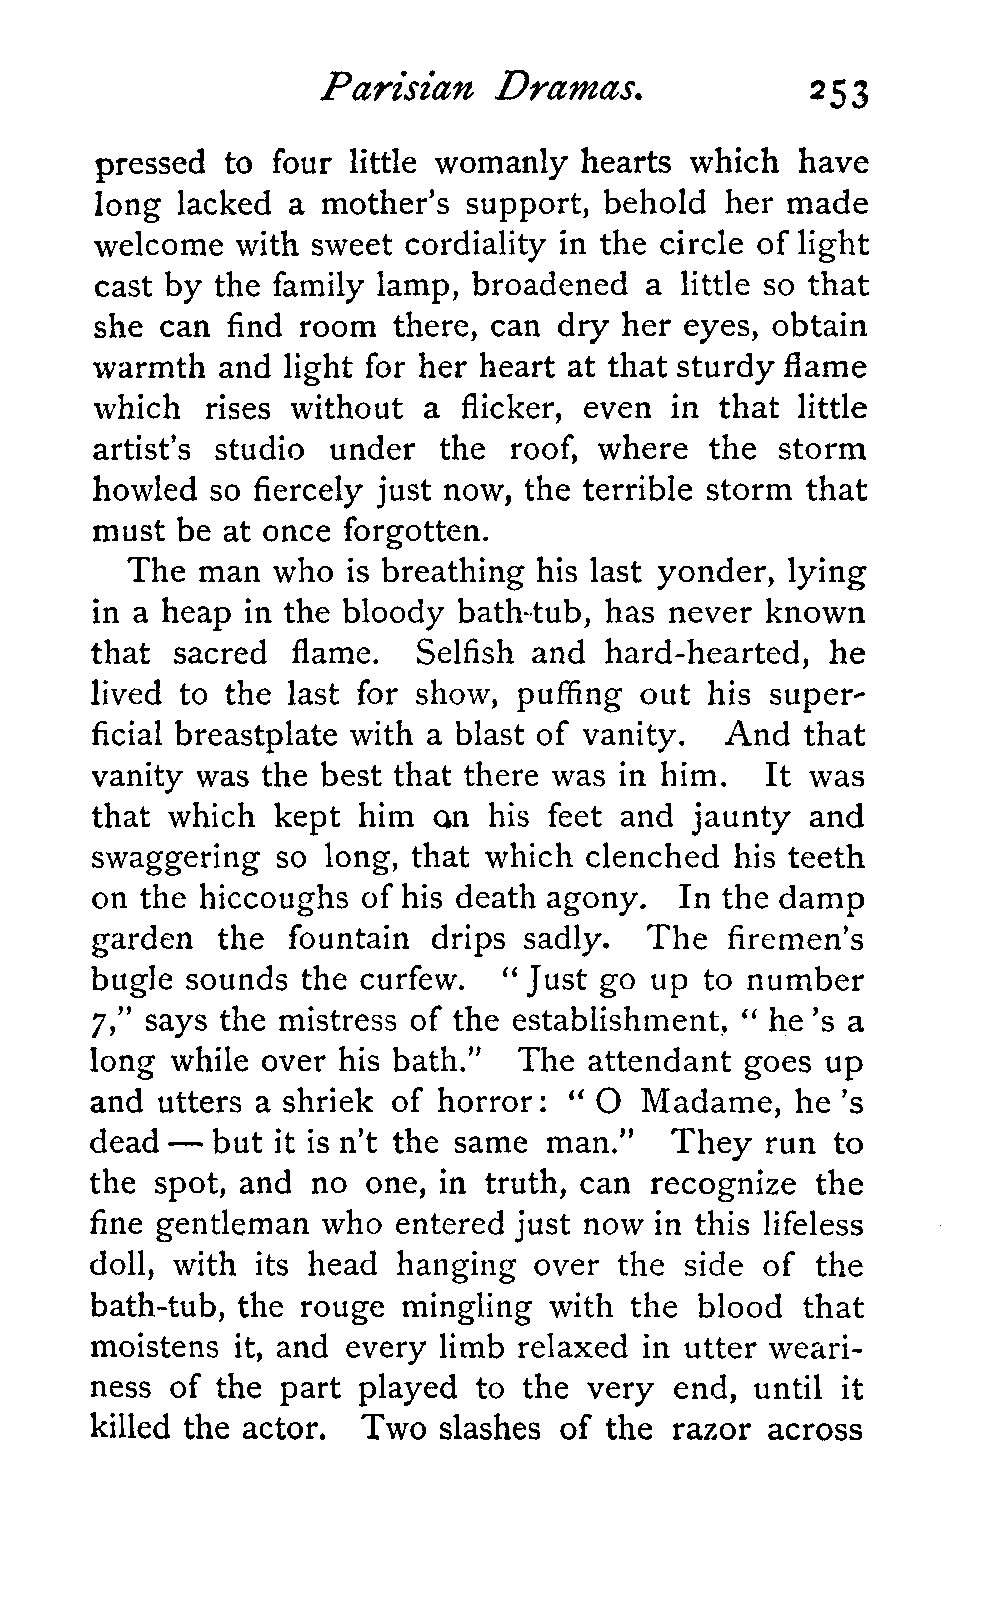 Parisian Dramas. 253
pressed to four little womanly hearts which have
long lacked a mother's support, behold her made
welcome with sweet cordiality in the circle of light
cast by the family lamp, broadened a little so that
she can find room there, can dry her eyes, obtain
warmth and light for her heart at that sturdy flame
which rises without a flicker, even in that little
artist's studio under the roof, where the storm
howled so fiercely just now, the terrible storm that
must be at once forgotten.
The man who is breathing his last yonder, lying
in a heap in the bloody bath-tub, has never known
that sacred flame. Selfish and hard-hearted, he
lived to the last for show, puffing out his super-
ficial breastplate with a blast of vanity. And that
vanity was the best that there was in him. It was
that which kept him on his feet and jaunty and
swaggering so long, that which clenched his teeth
on the hiccoughs of his death agony. In the damp
garden the fountain drips sadly. The firemen's
bugle sounds the curfew. "Just go up to number
7," says the mistress of the establishment, "he 's a
long while over his bath." The attendant goes up
and utters a shriek of horror: "O Madame, he 's
dead — but it is n't the same man." They run to
the spot, and no one, in truth, can recognize the
fine gentleman who entered just now in this lifeless
doll, with its head hanging over the side of the
bath-tub, the rouge mingling with the blood that
moistens it, and every limb relaxed in utter weari-
ness of the part played to the very end, until it
killed the actor. Two slashes of the razor across